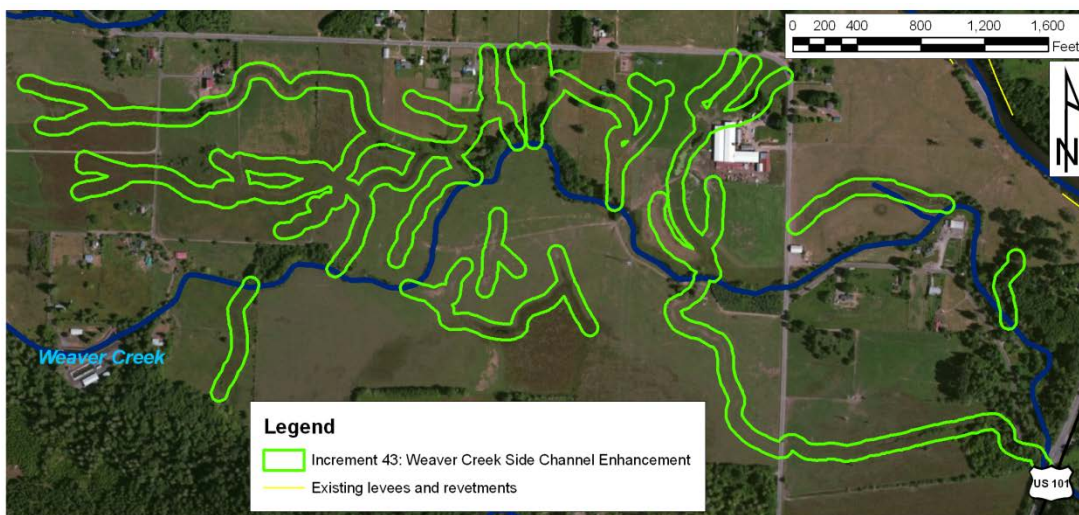 0 200 400 800 1,200 1,600
Feet
N
Weaver Creek
Legend
Increment 43: Weaver Creek Side Channel Enhancement
Existing levees and revetments
US 101